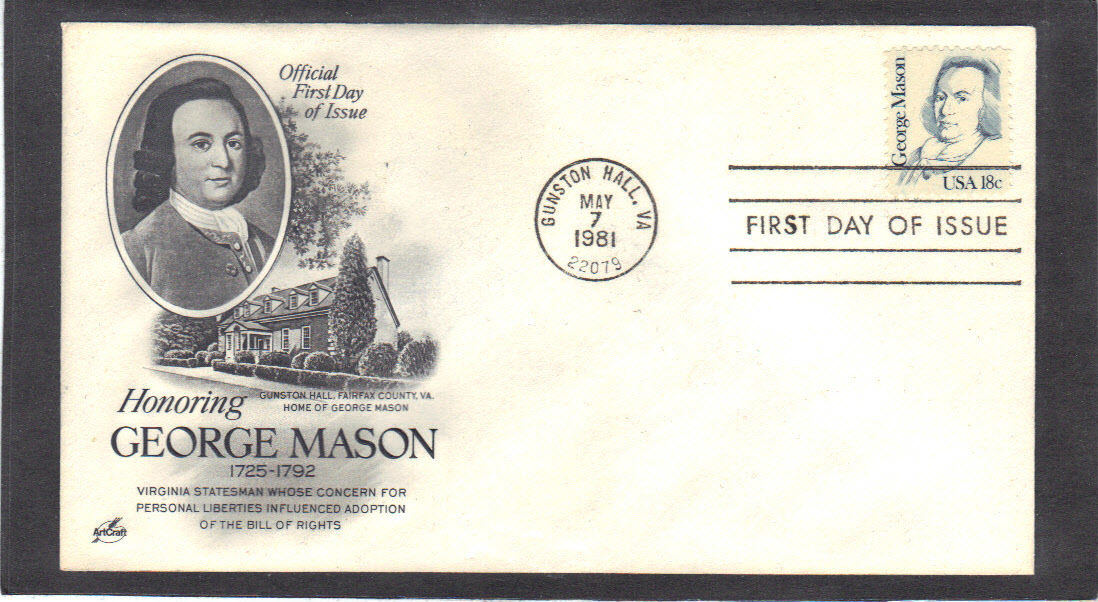 Official
First Day
of Issue
George Mason
USA 18c
GUNSTON HALL, VA
MAY
7
1981
22079
FIRST DAY OF ISSUE
Honoring
GUNSTON HALL, FAIRFAX COUNTY, VA.
HOME OF GEORGE MASON
GEORGE MASON
1725-1792
VIRGINIA STATESMAN WHOSE CONCERN FOR
PERSONAL LIBERTIES INFLUENCED ADOPTION
OF THE BILL OF RIGHTS
ArtCraft